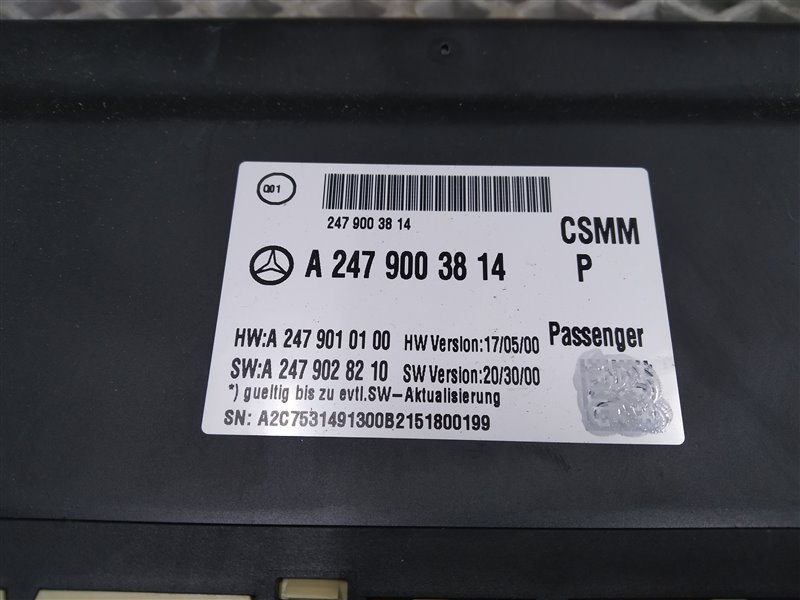 Q01
247 900 38 14
CSMM
A 247 900 38 14
P
HW:A 247 901 01 00 HW Version:17/05/00
Passenger
SW:A 247 902 82 10 SW Version:20/30/00
*) gueltig bis zu evtl.SW-Aktualisierung
SN: A2C7531491300B2151800199